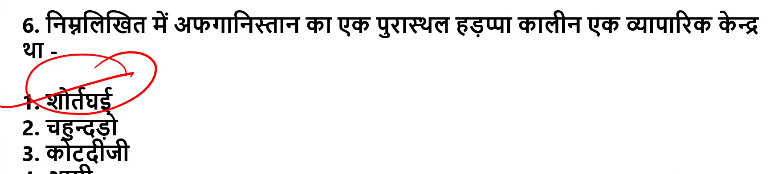 6. निम्नलिखित में अफगानिस्तान का एक पुरास्थल हड़प्पा कालीन एक व्यापारिक केन्द्र
था -
1. शोर्तघई
2. चहुन्दड़ो
3. कोटदीजी